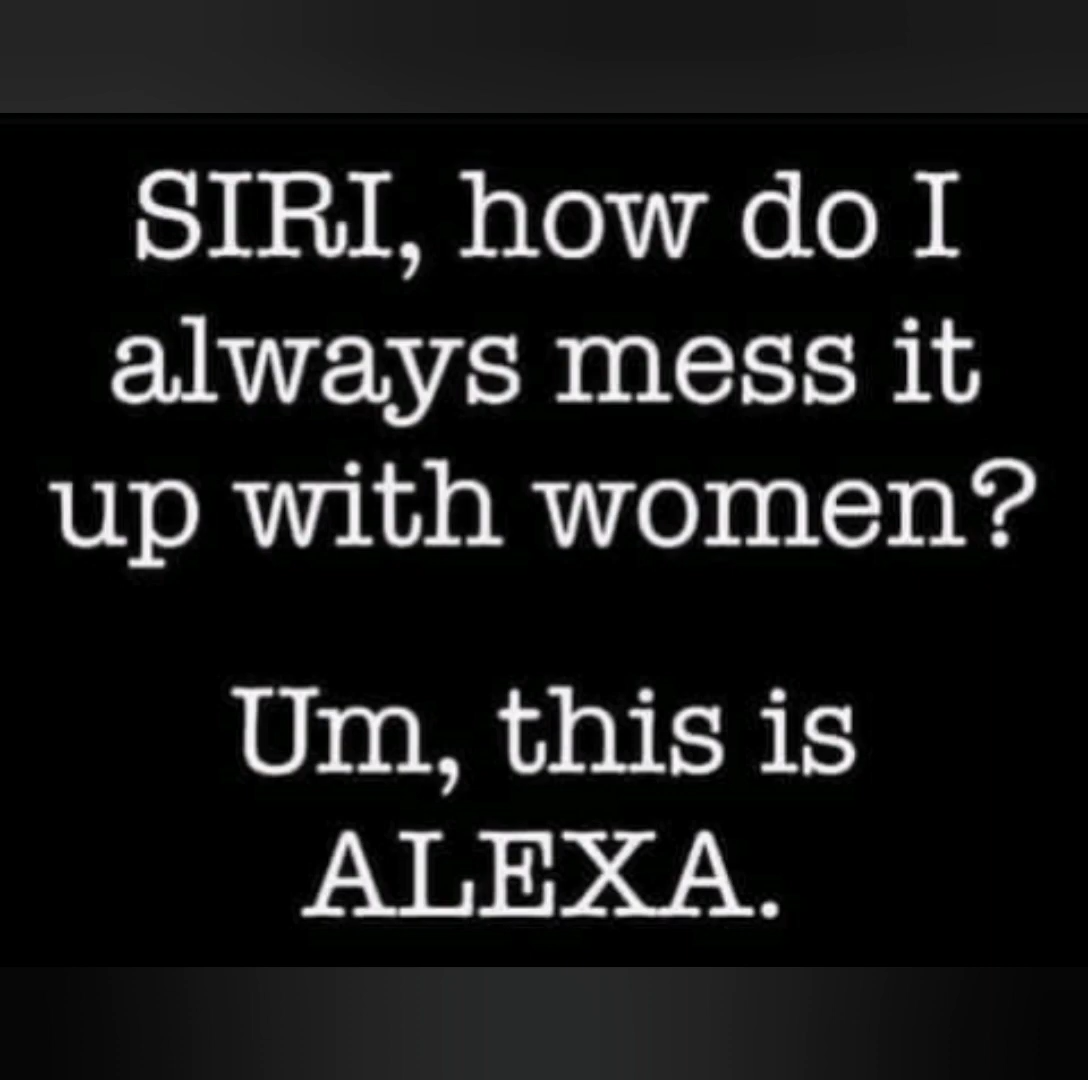 SIRI, how do I
always mess it
up with women?
Um, this is
ALEXA.